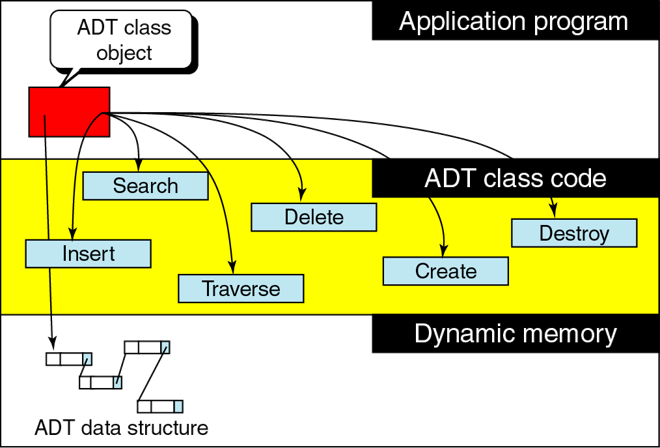 Application program
ADT class
object
ADT class code
Search
Delete
Destroy
Insert
Create
Traverse
Dynamic memory
ADT data structure